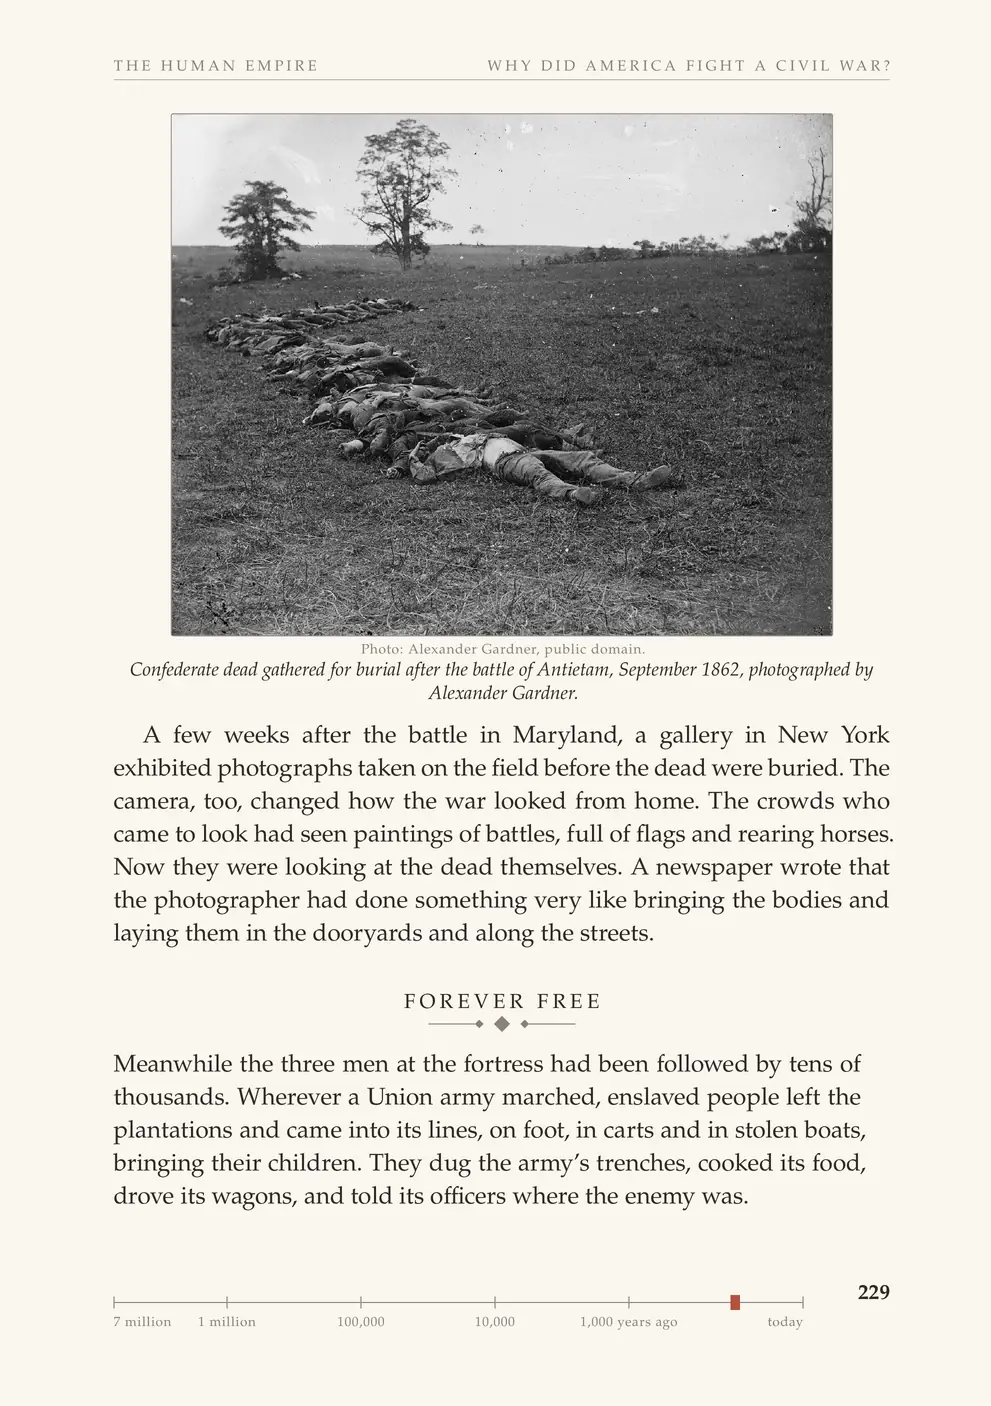 THE HUMAN EMPIRE
WHY DID AMERICA FIGHT A CIVIL WAR?
Photo: Alexander Gardner, public domain.
Confederate dead gathered for burial after the battle of Antietam, September 1862, photographed by
Alexander Gardner.
A few weeks after the battle in Maryland, a gallery in New York
exhibited photographs taken on the field before the dead were buried. The
camera, too, changed how the war looked from home. The crowds who
came to look had seen paintings of battles, full of flags and rearing horses.
Now they were looking at the dead themselves. A newspaper wrote that
the photographer had done something very like bringing the bodies and
laying them in the dooryards and along the streets.
FOREVER FREE
Meanwhile the three men at the fortress had been followed by tens of
thousands. Wherever a Union army marched, enslaved people left the
plantations and came into its lines, on foot, in carts and in stolen boats,
bringing their children. They dug the army’s trenches, cooked its food,
drove its wagons, and told its officers where the enemy was.
229
7 million 1 million 100,000 10,000 1,000 years ago today